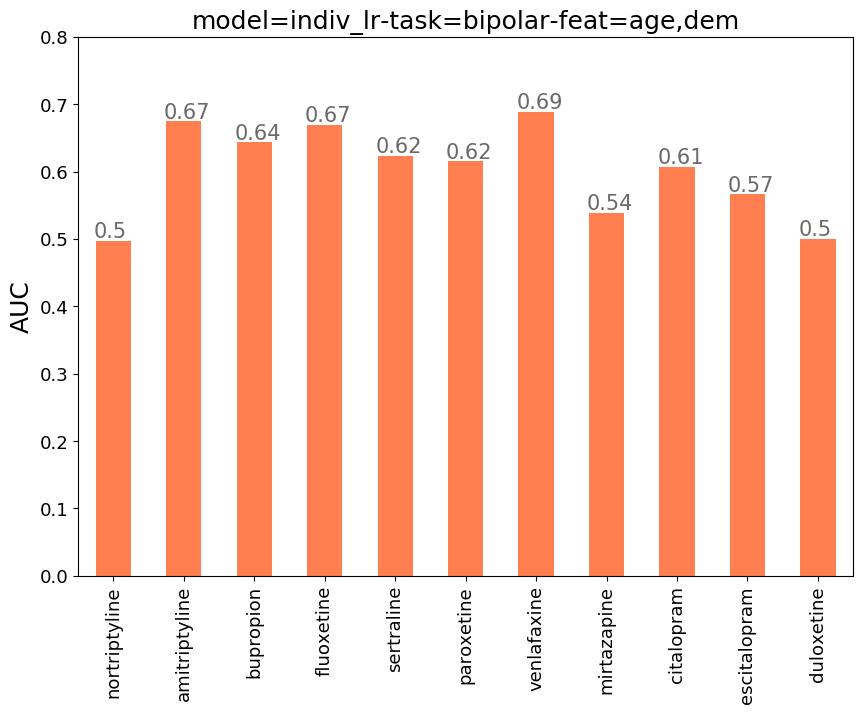 model=indiv_lr-task=bipolar-feat=age,dem
AUC
0.8
0.7
0.6
0.5
0.4
0.3
0.2
0.1
0.0
0.5
0.67
0.64
0.67
0.62
0.62
0.69
0.54
0.61
0.57
0.5
nortriptyline
amitriptyline
bupropion
fluoxetine
sertraline
paroxetine
venlafaxine
mirtazapine
citalopram
escitalopram
duloxetine